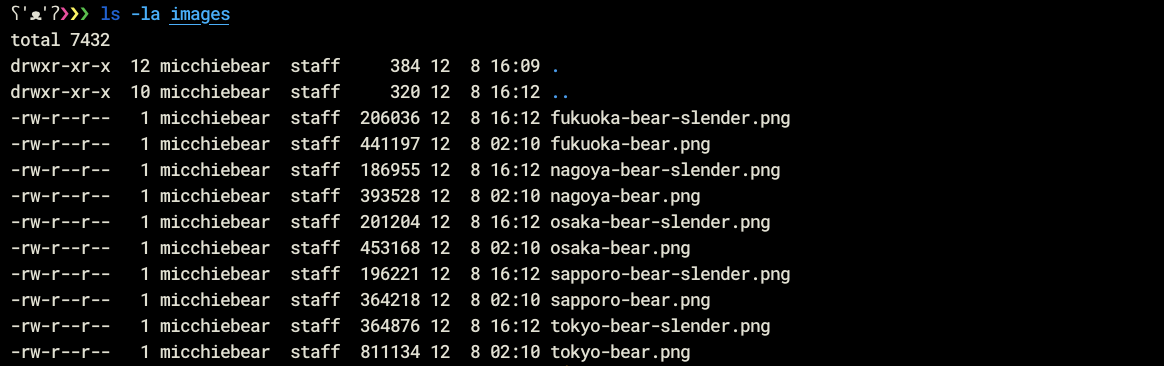 ʕ'ᴥ'ʔ❯❯❯ ls -la images
total 7432
drwxr-xr-x  12 micchiebear  staff     384 12  8 16:09 .
drwxr-xr-x  10 micchiebear  staff     320 12  8 16:12 ..
-rw-r--r--   1 micchiebear  staff  206036 12  8 16:12 fukuoka-bear-slender.png
-rw-r--r--   1 micchiebear  staff  441197 12  8 02:10 fukuoka-bear.png
-rw-r--r--   1 micchiebear  staff  186955 12  8 16:12 nagoya-bear-slender.png
-rw-r--r--   1 micchiebear  staff  393528 12  8 02:10 nagoya-bear.png
-rw-r--r--   1 micchiebear  staff  201204 12  8 16:12 osaka-bear-slender.png
-rw-r--r--   1 micchiebear  staff  453168 12  8 02:10 osaka-bear.png
-rw-r--r--   1 micchiebear  staff  196221 12  8 16:12 sapporo-bear-slender.png
-rw-r--r--   1 micchiebear  staff  364218 12  8 02:10 sapporo-bear.png
-rw-r--r--   1 micchiebear  staff  364876 12  8 16:12 tokyo-bear-slender.png
-rw-r--r--   1 micchiebear  staff  811134 12  8 02:10 tokyo-bear.png